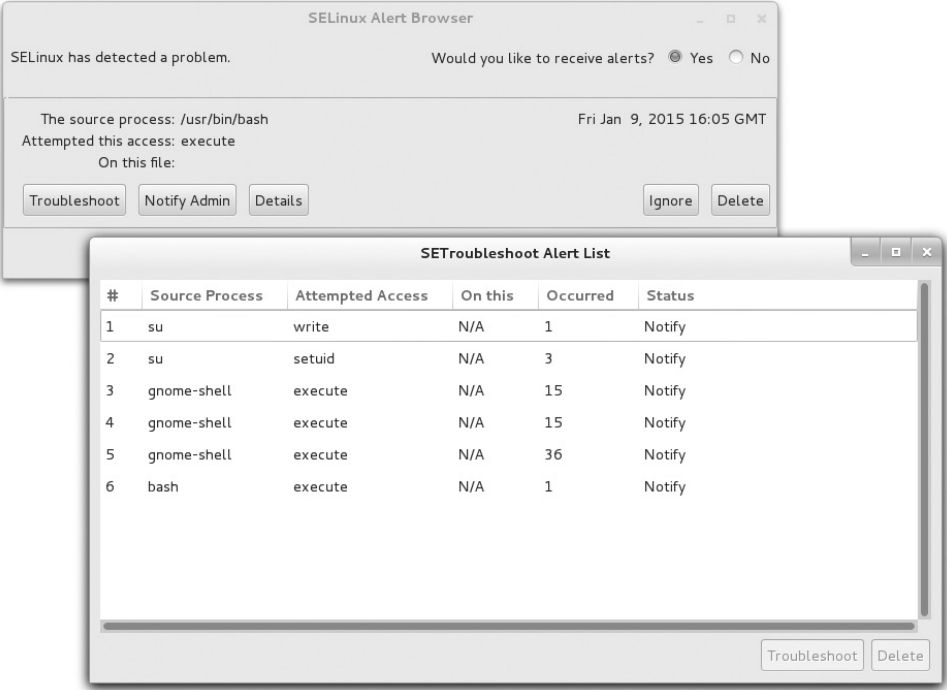 SELinux Alert Browser
SELinux has detected a problem.
Would you like to receive alerts? Yes No
The source process: /usr/bin/bash
Fri Jan 9, 2015 16:05 GMT
Attempted this access: execute
On this file:
Troubleshoot Notify Admin Details Ignore Delete
SETroubleshoot Alert List
# Source Process Attempted Access On this Occurred Status
1 su write N/A 1 Notify
2 su setuid N/A 3 Notify
3 gnome-shell execute N/A 15 Notify
4 gnome-shell execute N/A 15 Notify
5 gnome-shell execute N/A 36 Notify
6 bash execute N/A 1 Notify
Troubleshoot Delete